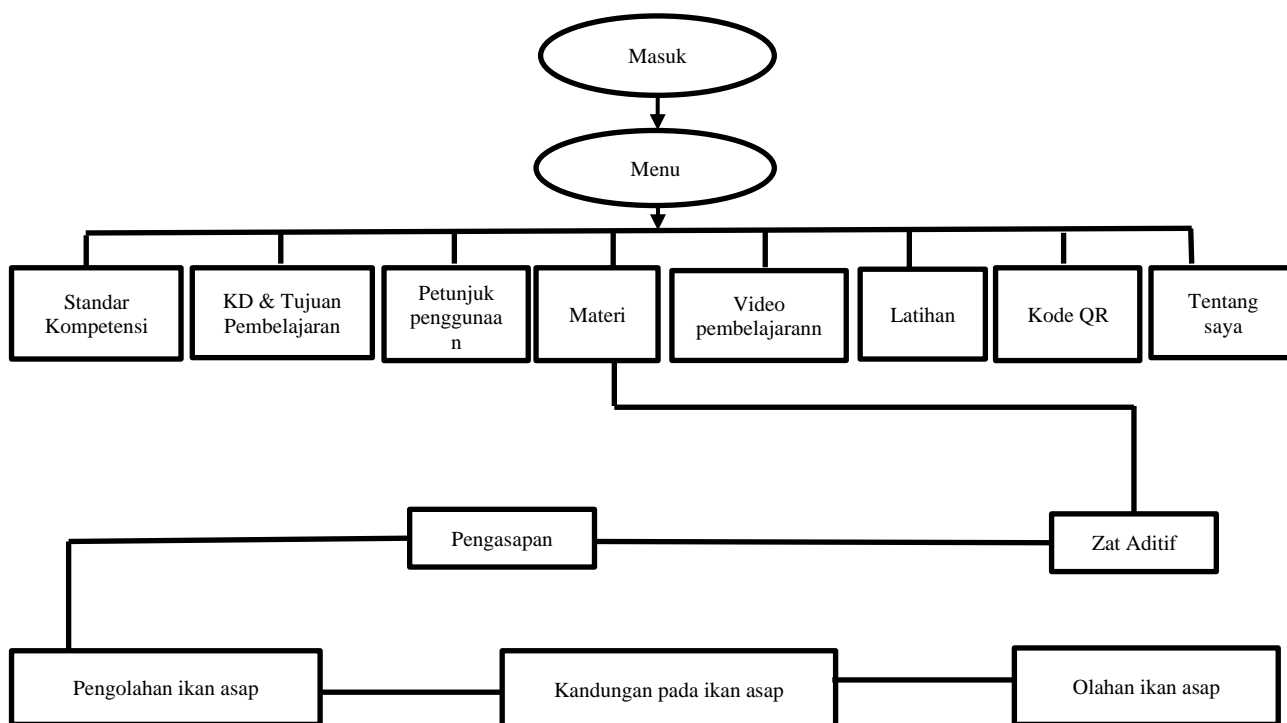 Masuk
Menu
Standar
Kompetensi
KD & Tujuan
Pembelajaran
Petunjuk
penggunaa
n
Materi
Video
pembelajarann
Latihan
Kode QR
Tentang
saya
Pengasapan
Zat Aditif
Pengolahan ikan asap
Kandungan pada ikan asap
Olahan ikan asap